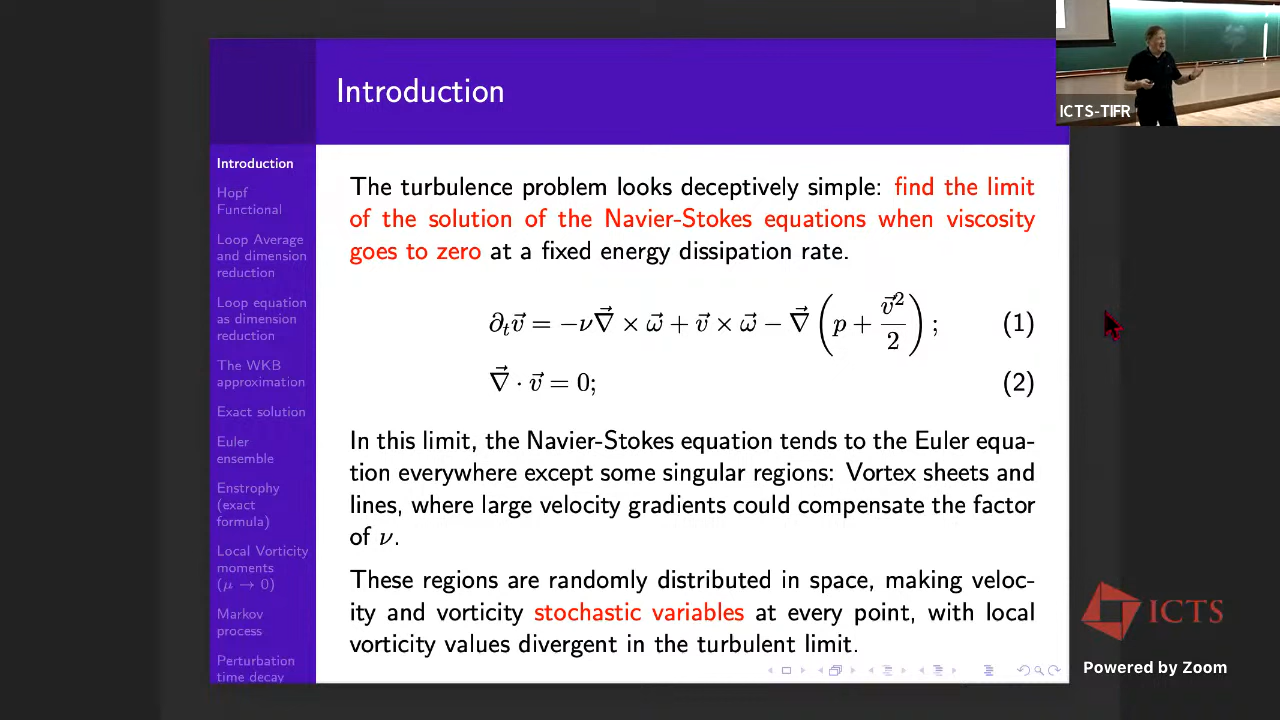 Introduction
ICTS-TIFR
Introduction
Hopf
Functional
Loop Average
and dimension
reduction
Loop equation
as dimension
reduction
The WKB
approximation
Exact solution
Euler
ensemble
Enstrophy
(exact
formula)
Local Vorticity
moments
(μ → 0)
Markov
process
Perturbation
time decay
The turbulence problem looks deceptively simple: find the limit
of the solution of the Navier-Stokes equations when viscosity
goes to zero at a fixed energy dissipation rate.
∂ₜv⃗ = −ν∇⃗ × ω⃗ + v⃗ × ω⃗ − ∇⃗ (p + v⃗²/2) ; (1)
∇⃗ · v⃗ = 0; (2)
In this limit, the Navier-Stokes equation tends to the Euler equa-
tion everywhere except some singular regions: Vortex sheets and
lines, where large velocity gradients could compensate the factor
of ν.
These regions are randomly distributed in space, making veloc-
ity and vorticity stochastic variables at every point, with local
vorticity values divergent in the turbulent limit.
ICTS
Powered by Zoom